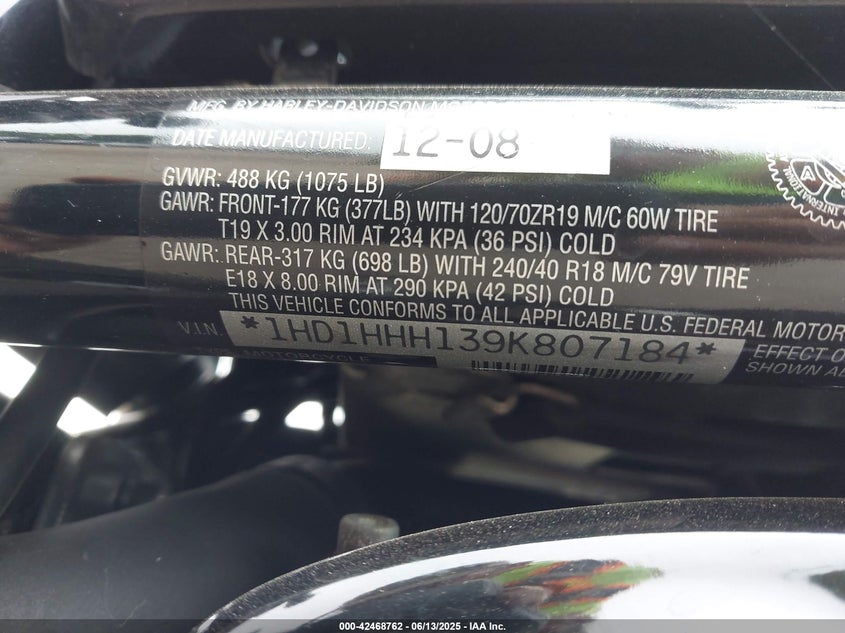 MFG. BY HARLEY-DAVIDSON
DATE MANUFACTURED. 12-08
GVWR: 488 KG (1075 LB)
GAWR: FRONT-177 KG (377LB) WITH 120/70ZR19 M/C 60W TIRE
T19 X 3.00 RIM AT 234 KPA (36 PSI) COLD
GAWR: REAR-317 KG (698 LB) WITH 240/40 R18 M/C 79V TIRE
E18 X 8.00 RIM AT 290 KPA (42 PSI) COLD
THIS VEHICLE CONFORMS TO ALL APPLICABLE U.S. FEDERAL MOTOR
V.I.N. *1HD1HHH139K807184* EFFECT
MOTORCYCLE SHOWN
INTERNATIONAL
A
000-42468762 - 06/13/2025 - IAA Inc.